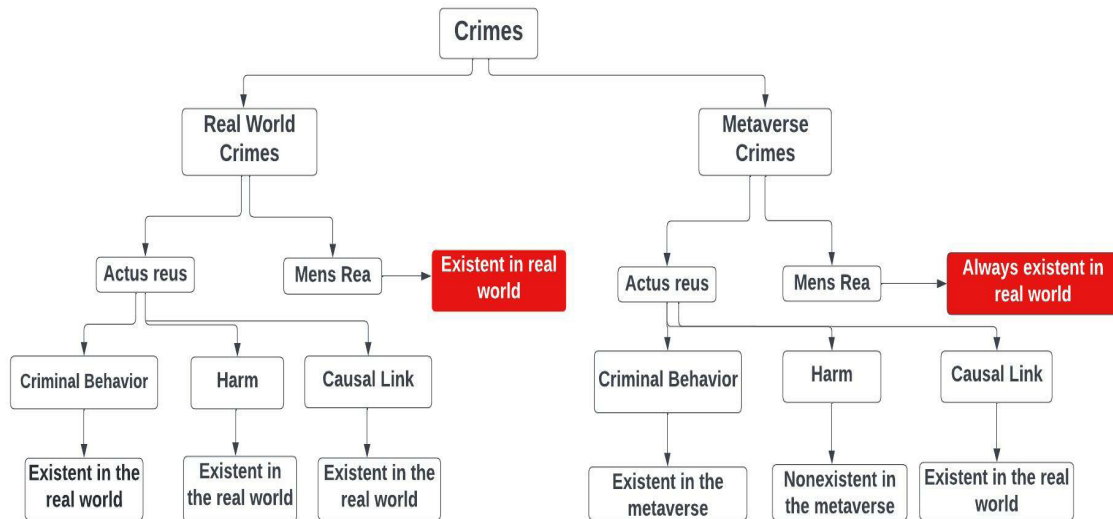 Crimes
Real World
Crimes
Metaverse
Crimes
Actus reus
Mens Rea
Existent in real
world
Actus reus
Mens Rea
Always existent in
real world
Criminal Behavior
Harm
Causal Link
Criminal Behavior
Harm
Causal Link
Existent in the
real world
Existent in
the real world
Existent in the
real world
Existent in the
metaverse
Nonexistent in
the metaverse
Existent in the real
world